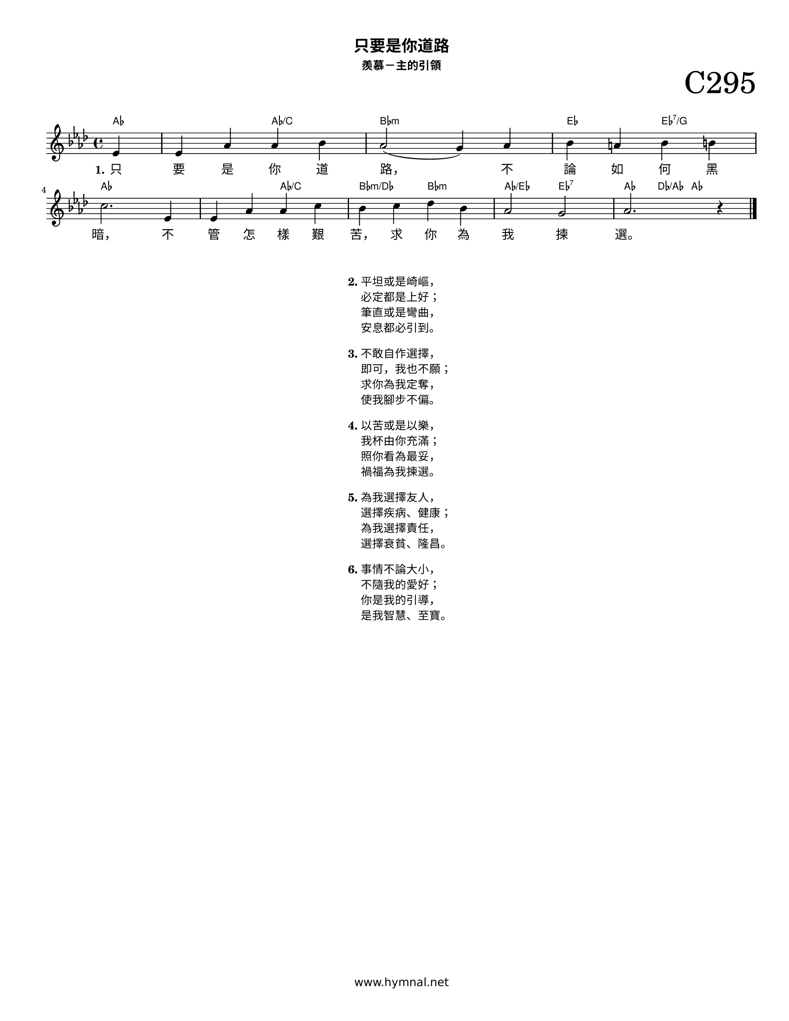 只要是你道路
羨慕－主的引領
C295
A♭ A♭/C B♭m E♭ E♭7/G
1. 只 要 是 你 道 路， 不 論 如 何 黑
4
A♭ A♭/C B♭m/D♭ B♭m A♭/E♭ E♭7 A♭ D♭/A♭ A♭
暗， 不 管 怎 樣 艱 苦， 求 你 為 我 揀 選。
2. 平坦或是崎嶇，
必定都是上好；
筆直或是彎曲，
安息都必引到。
3. 不敢自作選擇，
即可，我也不願；
求你為我定奪，
使我腳步不偏。
4. 以苦或是以樂，
我杯由你充滿；
照你看為最妥，
禍福為我揀選。
5. 為我選擇友人，
選擇疾病、健康；
為我選擇責任，
選擇衰貧、隆昌。
6. 事情不論大小，
不隨我的愛好；
你是我的引導，
是我智慧、至寶。
www.hymnal.net